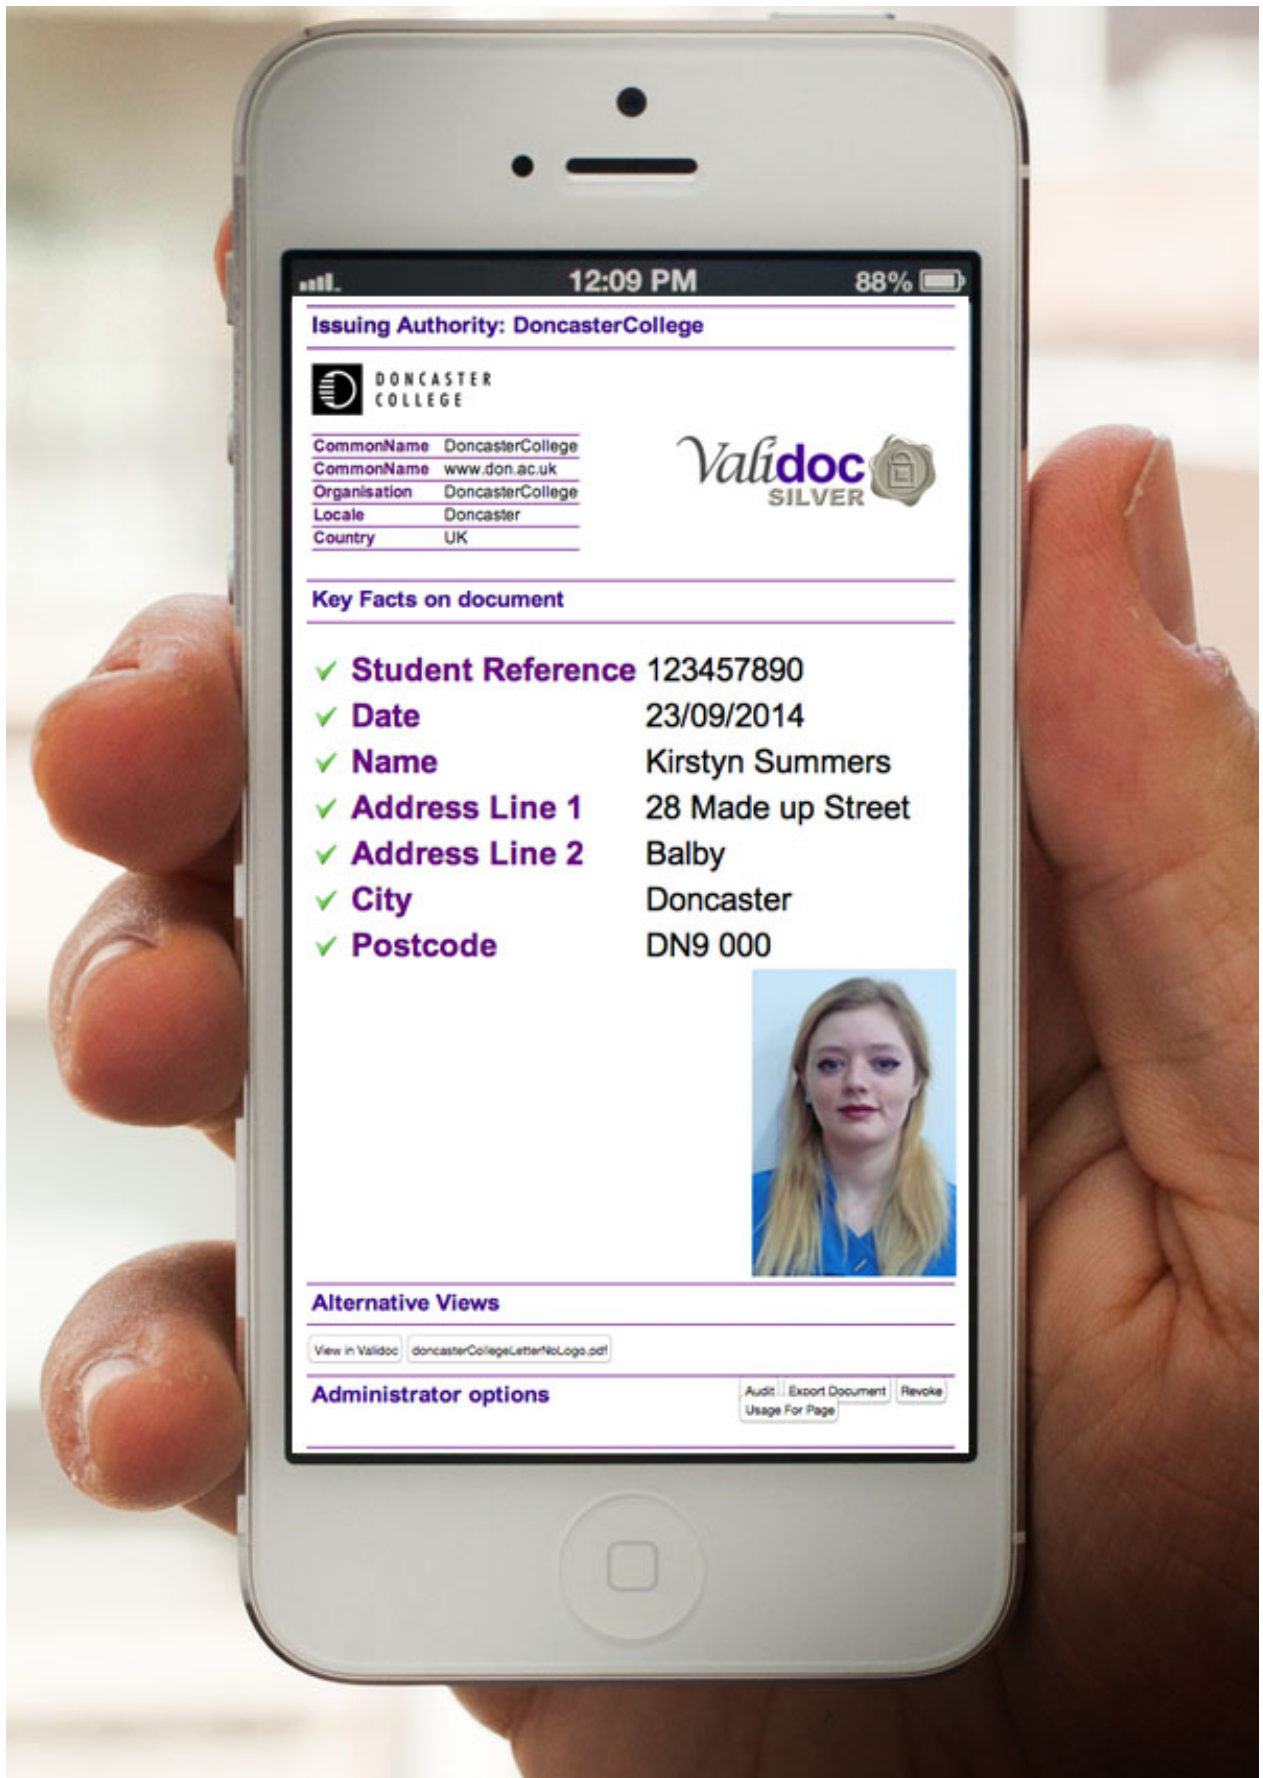 12:09 PM 88%
Issuing Authority: DoncasterCollege
DONCASTER
COLLEGE
CommonName DoncasterCollege
CommonName www.don.ac.uk
Organisation DoncasterCollege
Locale Doncaster
Country UK
Validoc
SILVER
Key Facts on document
Student Reference 123457890
Date 23/09/2014
Name Kirstyn Summers
Address Line 1 28 Made up Street
Address Line 2 Balby
City Doncaster
Postcode DN9 000
Alternative Views
View in Validoc doncasterCollegeLetterNoLogo.pdf
Administrator options Audit Export Document Revoke
Usage For Page